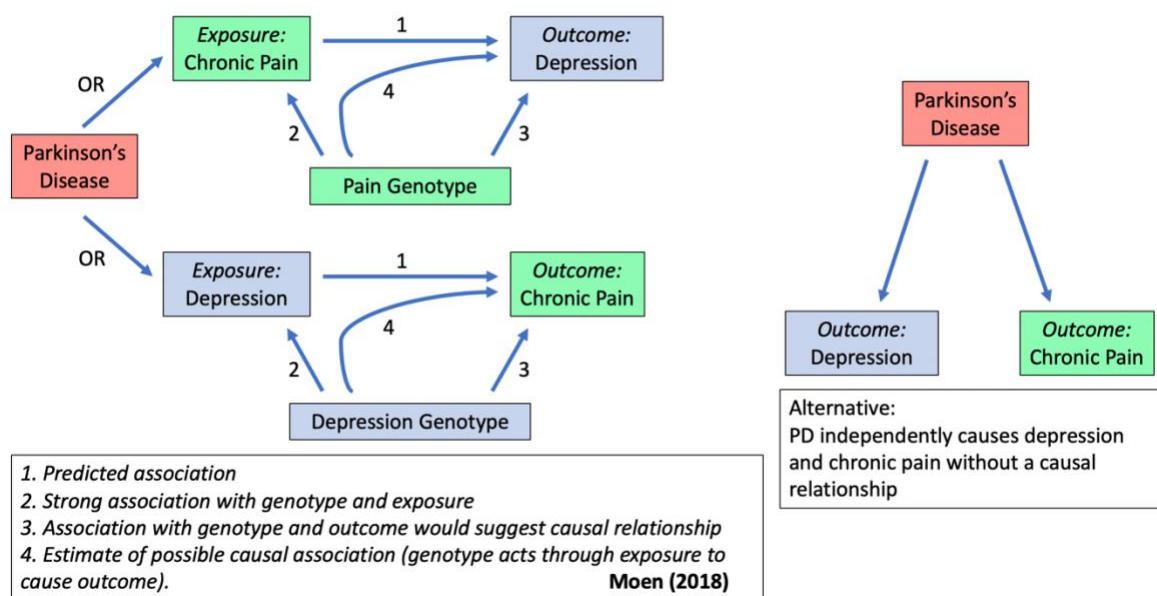 Exposure:
Chronic Pain
1
Outcome:
Depression
OR
4
2
3
Parkinson's
Disease
Pain Genotype
OR
Exposure:
Depression
1
Outcome:
Chronic Pain
4
2
3
Depression Genotype
1. Predicted association
2. Strong association with genotype and exposure
3. Association with genotype and outcome would suggest causal relationship
4. Estimate of possible causal association (genotype acts through exposure to
cause outcome).
Moen (2018)
Parkinson's
Disease
Outcome:
Depression
Outcome:
Chronic Pain
Alternative:
PD independently causes depression
and chronic pain without a causal
relationship